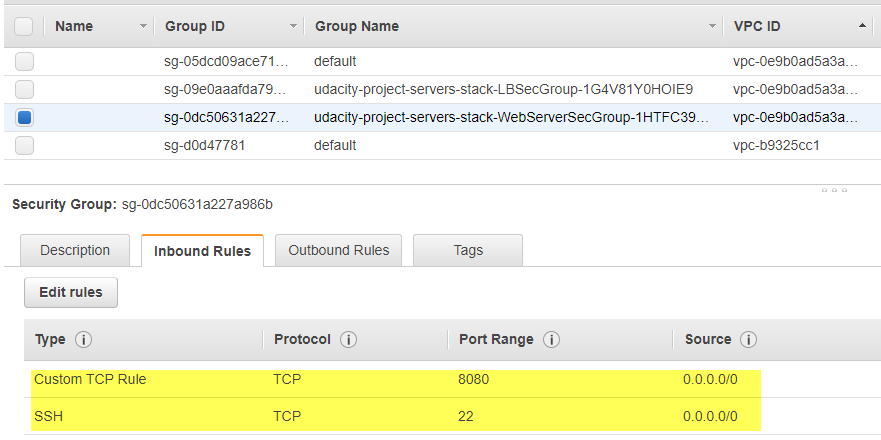 Name Group ID Group Name VPC ID
sg-05dcd09ace71... default vpc-0e9b0ad5a3a...
sg-09e0aaafda79... udacity-project-servers-stack-LBSecGroup-1G4V81Y0HOIE9 vpc-0e9b0ad5a3a...
sg-0dc50631a227... udacity-project-servers-stack-WebServerSecGroup-1HTFC39... vpc-0e9b0ad5a3a...
sg-d0d47781 default vpc-b9325cc1
Security Group: sg-0dc50631a227a986b
Description Inbound Rules Outbound Rules Tags
Edit rules
Type i Protocol i Port Range i Source i
Custom TCP Rule TCP 8080 0.0.0.0/0
SSH TCP 22 0.0.0.0/0